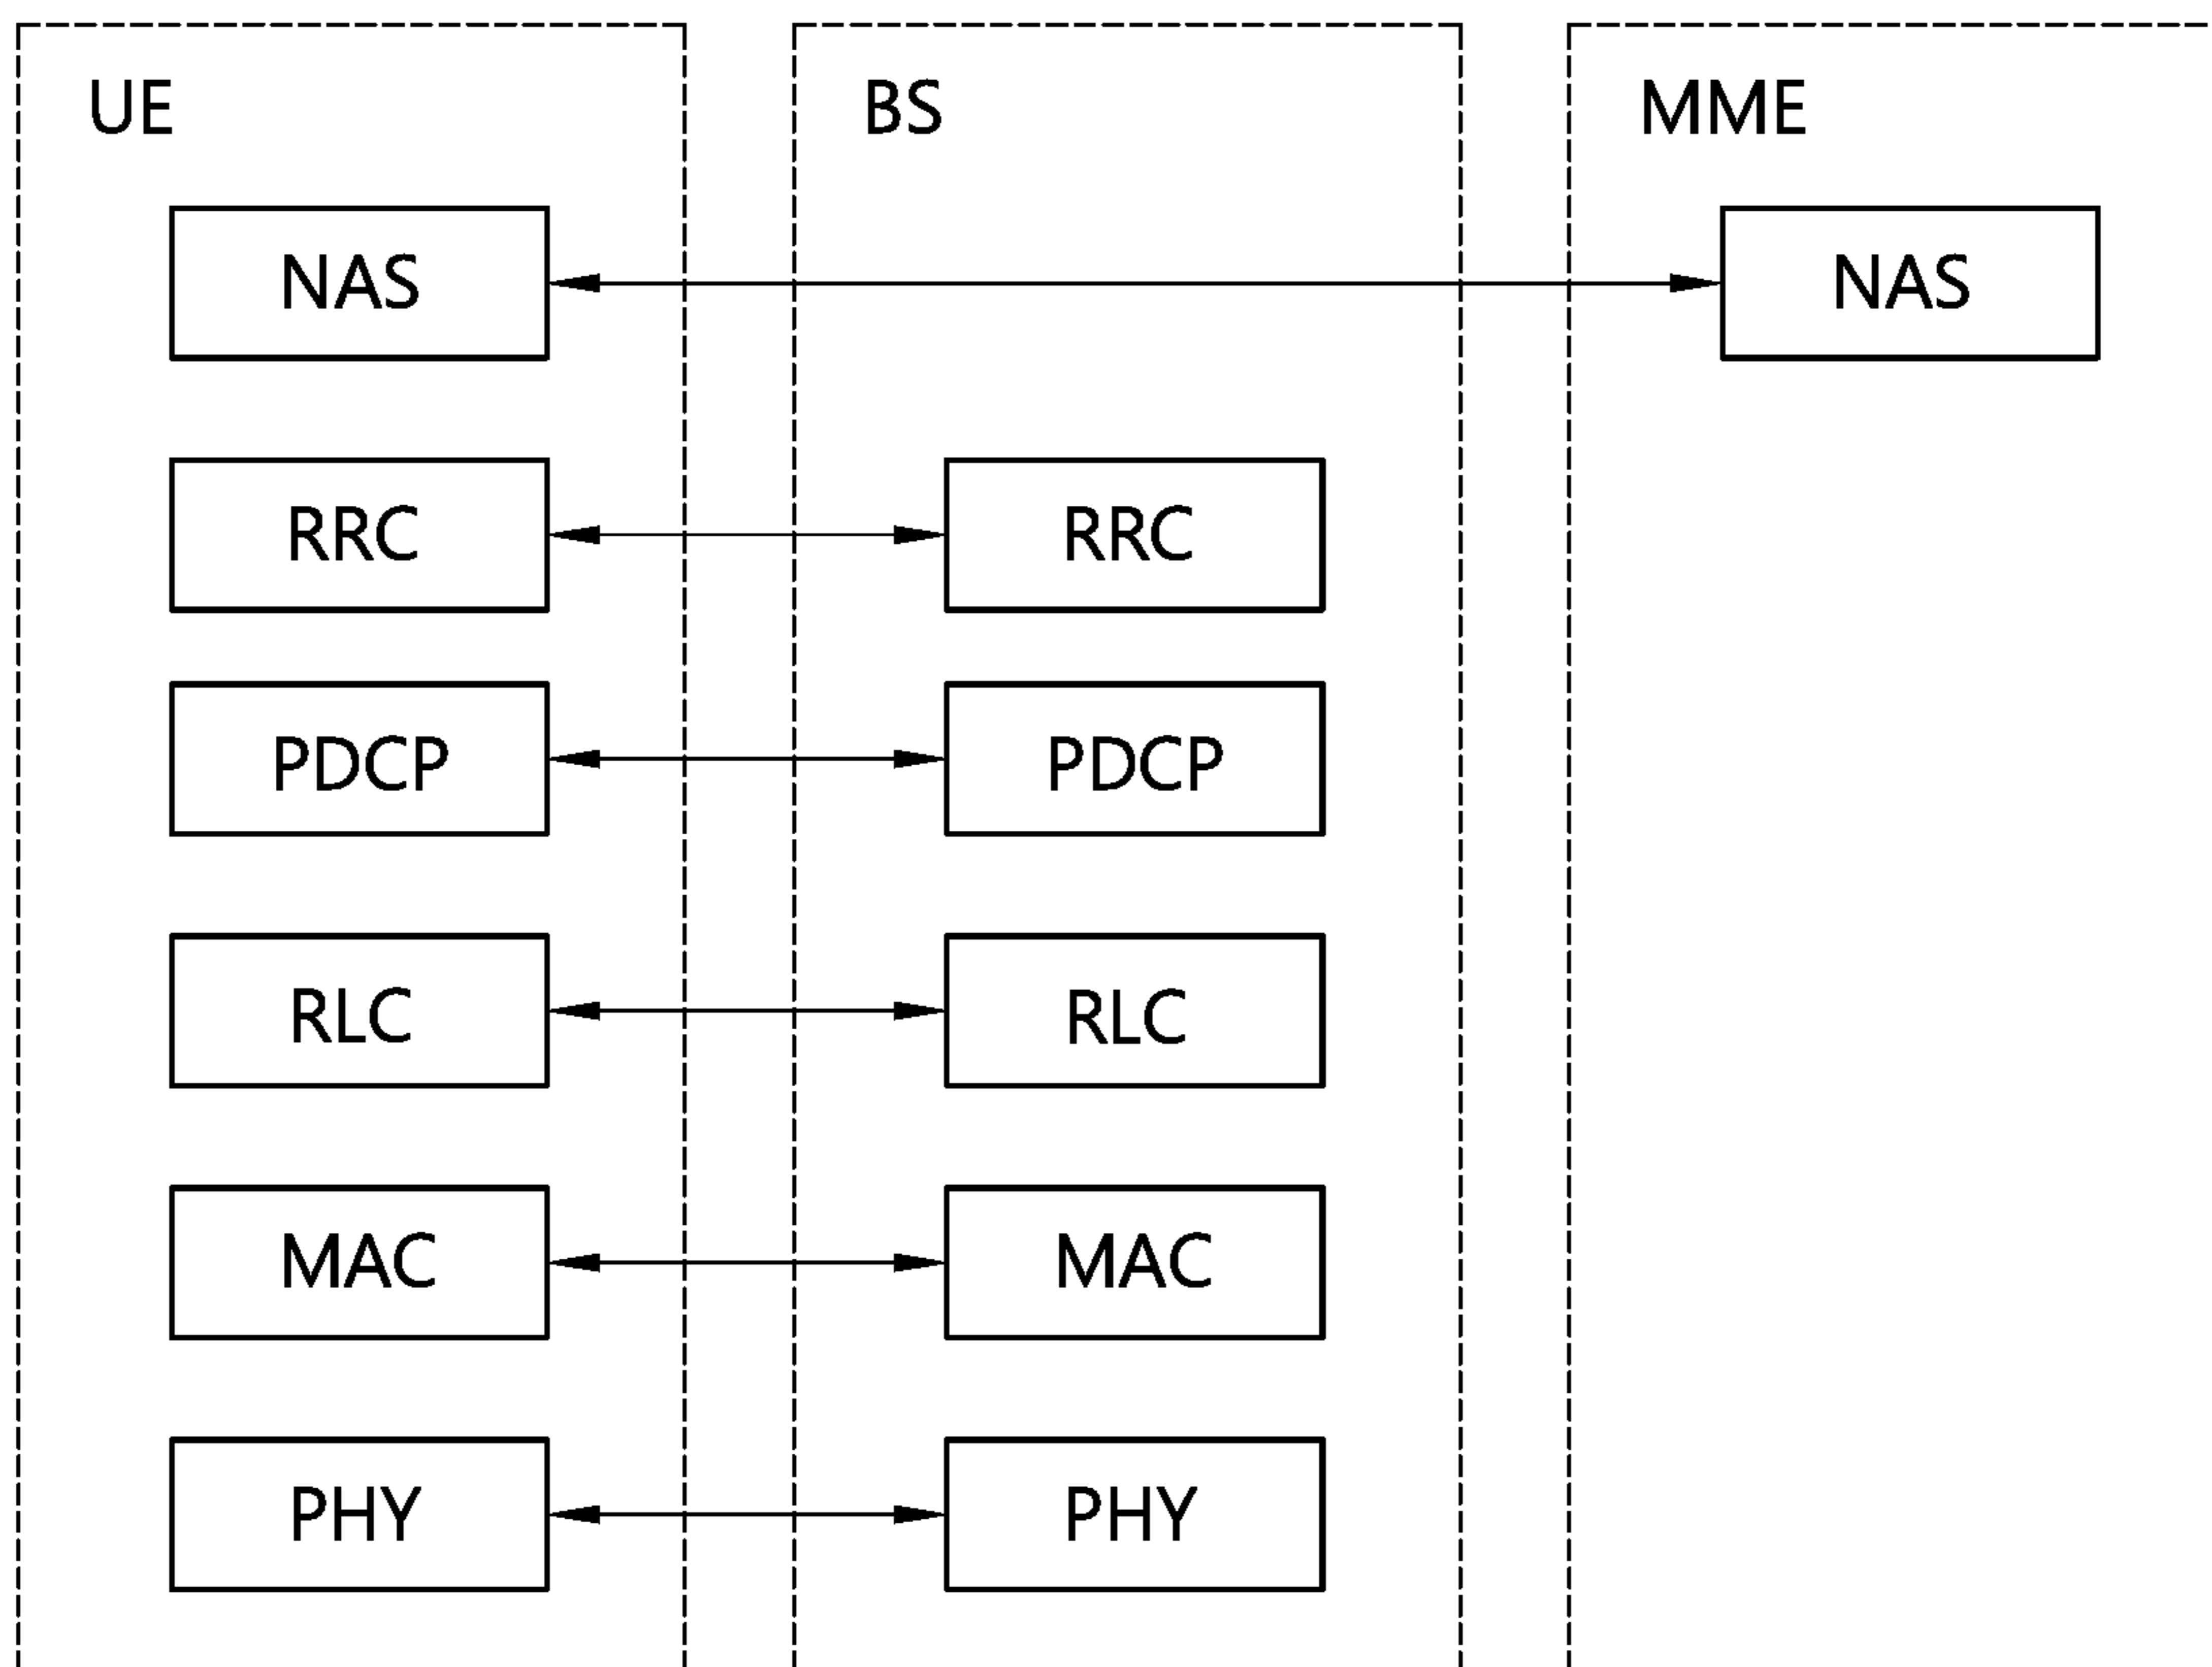 UE BS MME
NAS NAS
RRC RRC
PDCP PDCP
RLC RLC
MAC MAC
PHY PHY